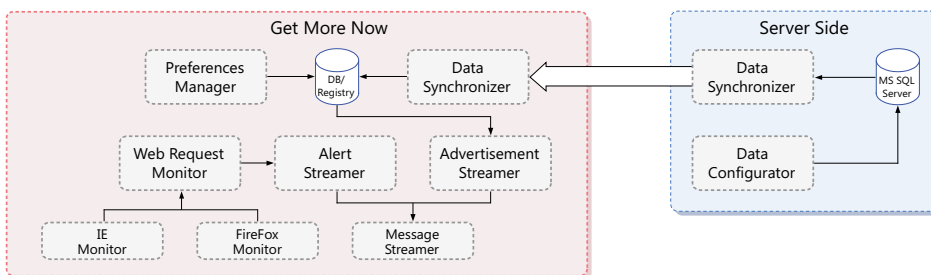 Get More Now
Server Side
Preferences
Manager
DB/
Registry
Data
Synchronizer
Data
Synchronizer
MS SQL
Server
Web Request
Monitor
Alert
Streamer
Advertisement
Streamer
Data
Configurator
IE
Monitor
FireFox
Monitor
Message
Streamer